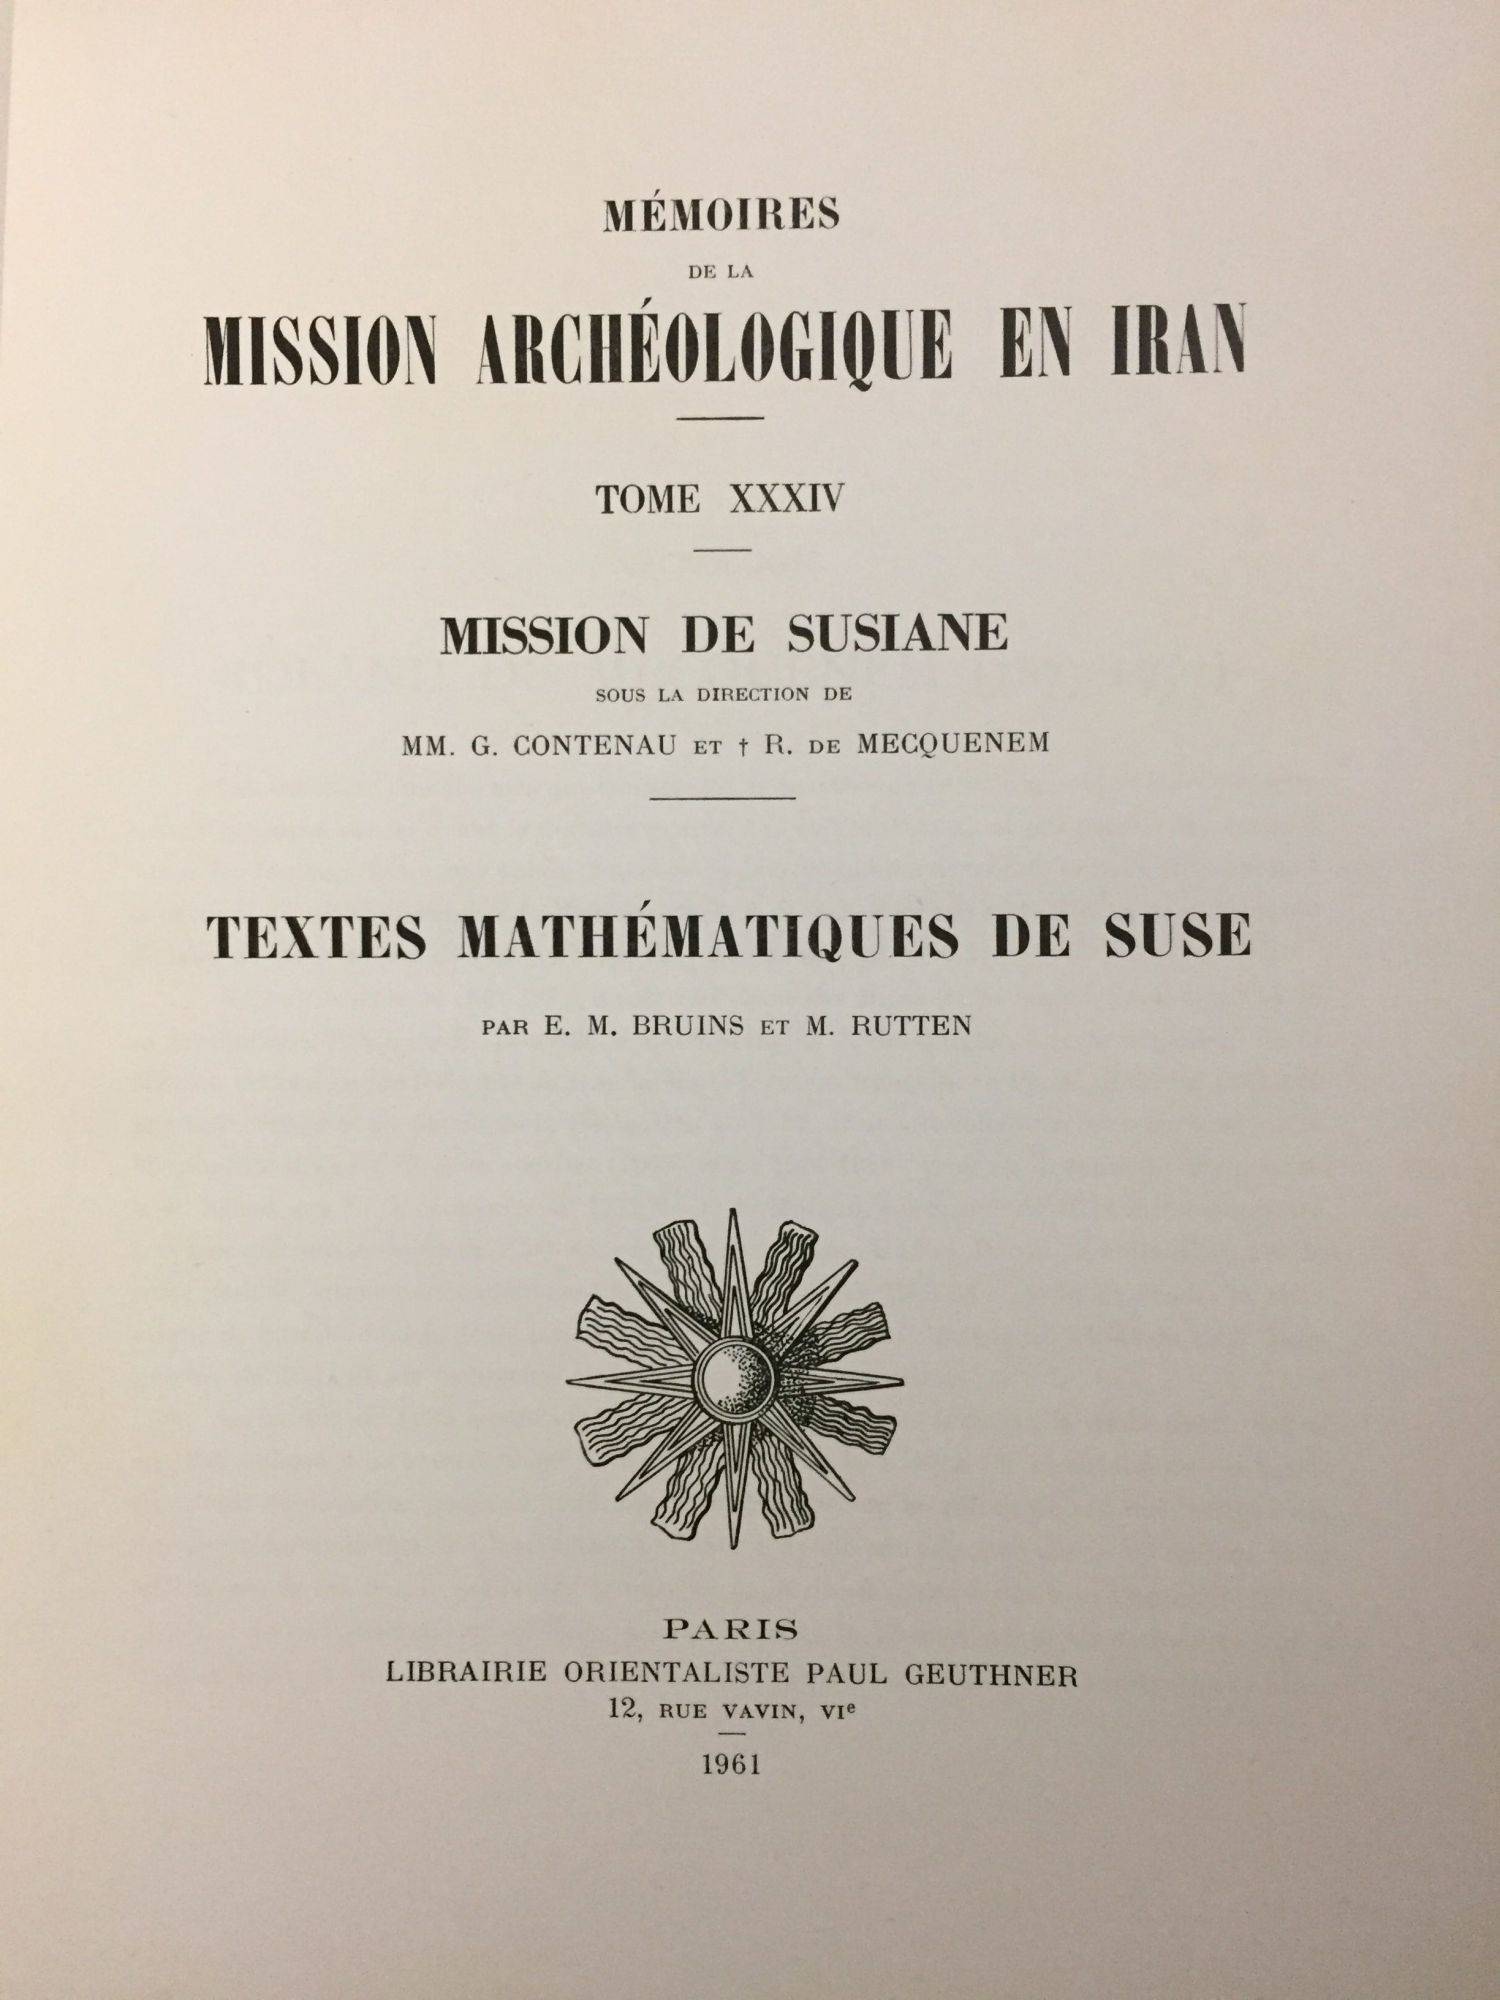 MÉMOIRES
DE LA
MISSION ARCHÉOLOGIQUE EN IRAN
TOME XXXIV
MISSION DE SUSIANE
SOUS LA DIRECTION DE
MM. G. CONTENAU ET † R. DE MECQUENEM
TEXTES MATHÉMATIQUES DE SUSE
PAR E. M. BRUINS ET M. RUTTEN
PARIS
LIBRAIRIE ORIENTALISTE PAUL GEUTHNER
12, RUE VAVIN, VIe
1961